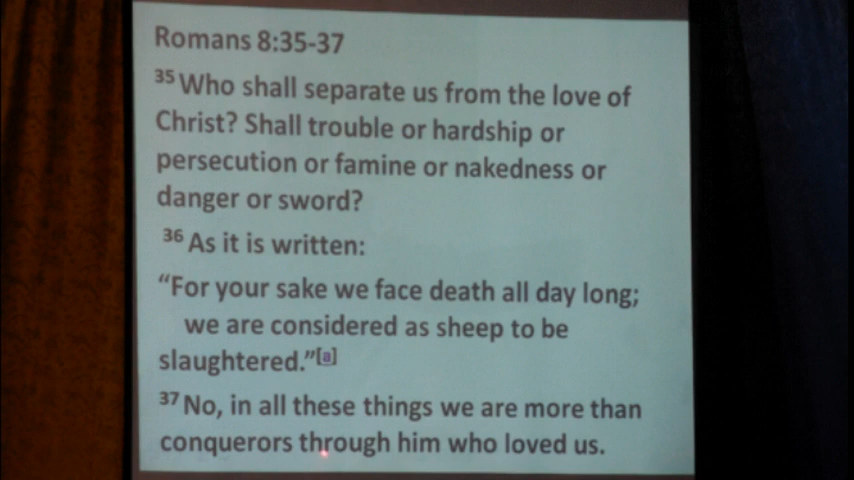 Romans 8:35-37
35 Who shall separate us from the love of
Christ? Shall trouble or hardship or
persecution or famine or nakedness or
danger or sword?
36 As it is written:
“For your sake we face death all day long;
we are considered as sheep to be
slaughtered.”[a]
37 No, in all these things we are more than
conquerors through him who loved us.